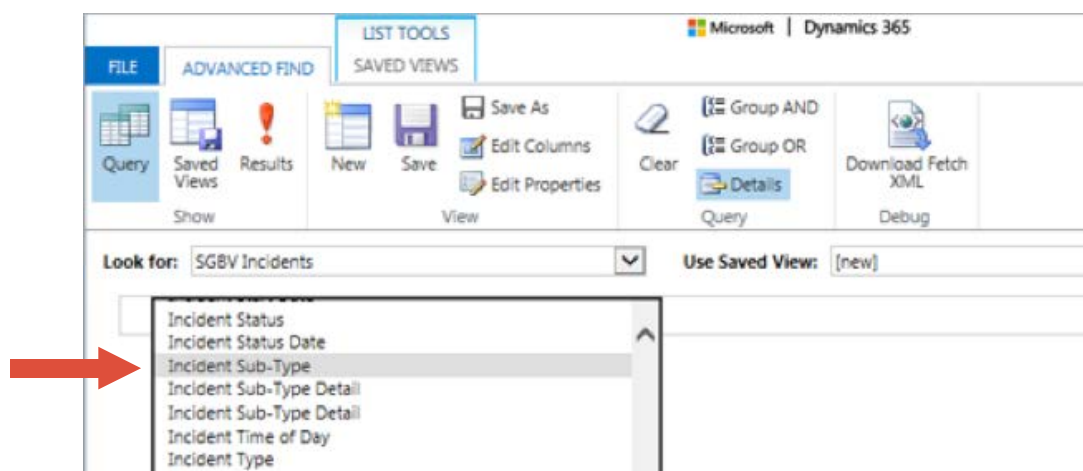 LIST TOOLS
Microsoft | Dynamics 365
FILE
ADVANCED FIND
SAVED VIEWS
Query
Saved Views
Results
New
Save
Save As
Edit Columns
Edit Properties
Clear
Group AND
Group OR
Details
Download Fetch XML
Show
View
Query
Debug
Look for: SGBV Incidents
Use Saved View: [new]
Incident Status
Incident Status Date
Incident Sub-Type
Incident Sub-Type Detail
Incident Sub-Type Detail
Incident Time of Day
Incident Type